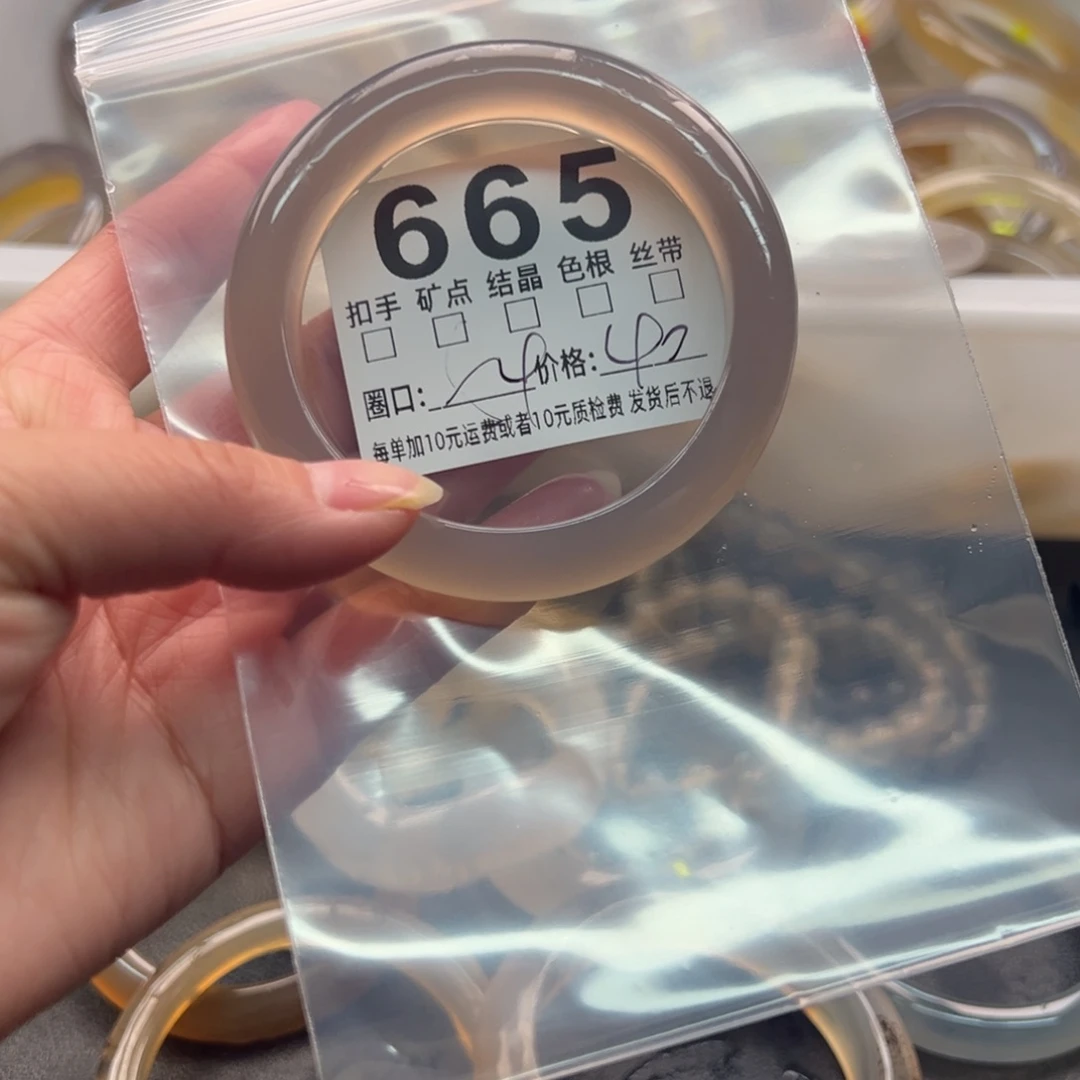 665
扣手 矿点 结晶 色根 丝带
圈口: 价格: 42
每单加10元运费或者10元质检费 发货后不退